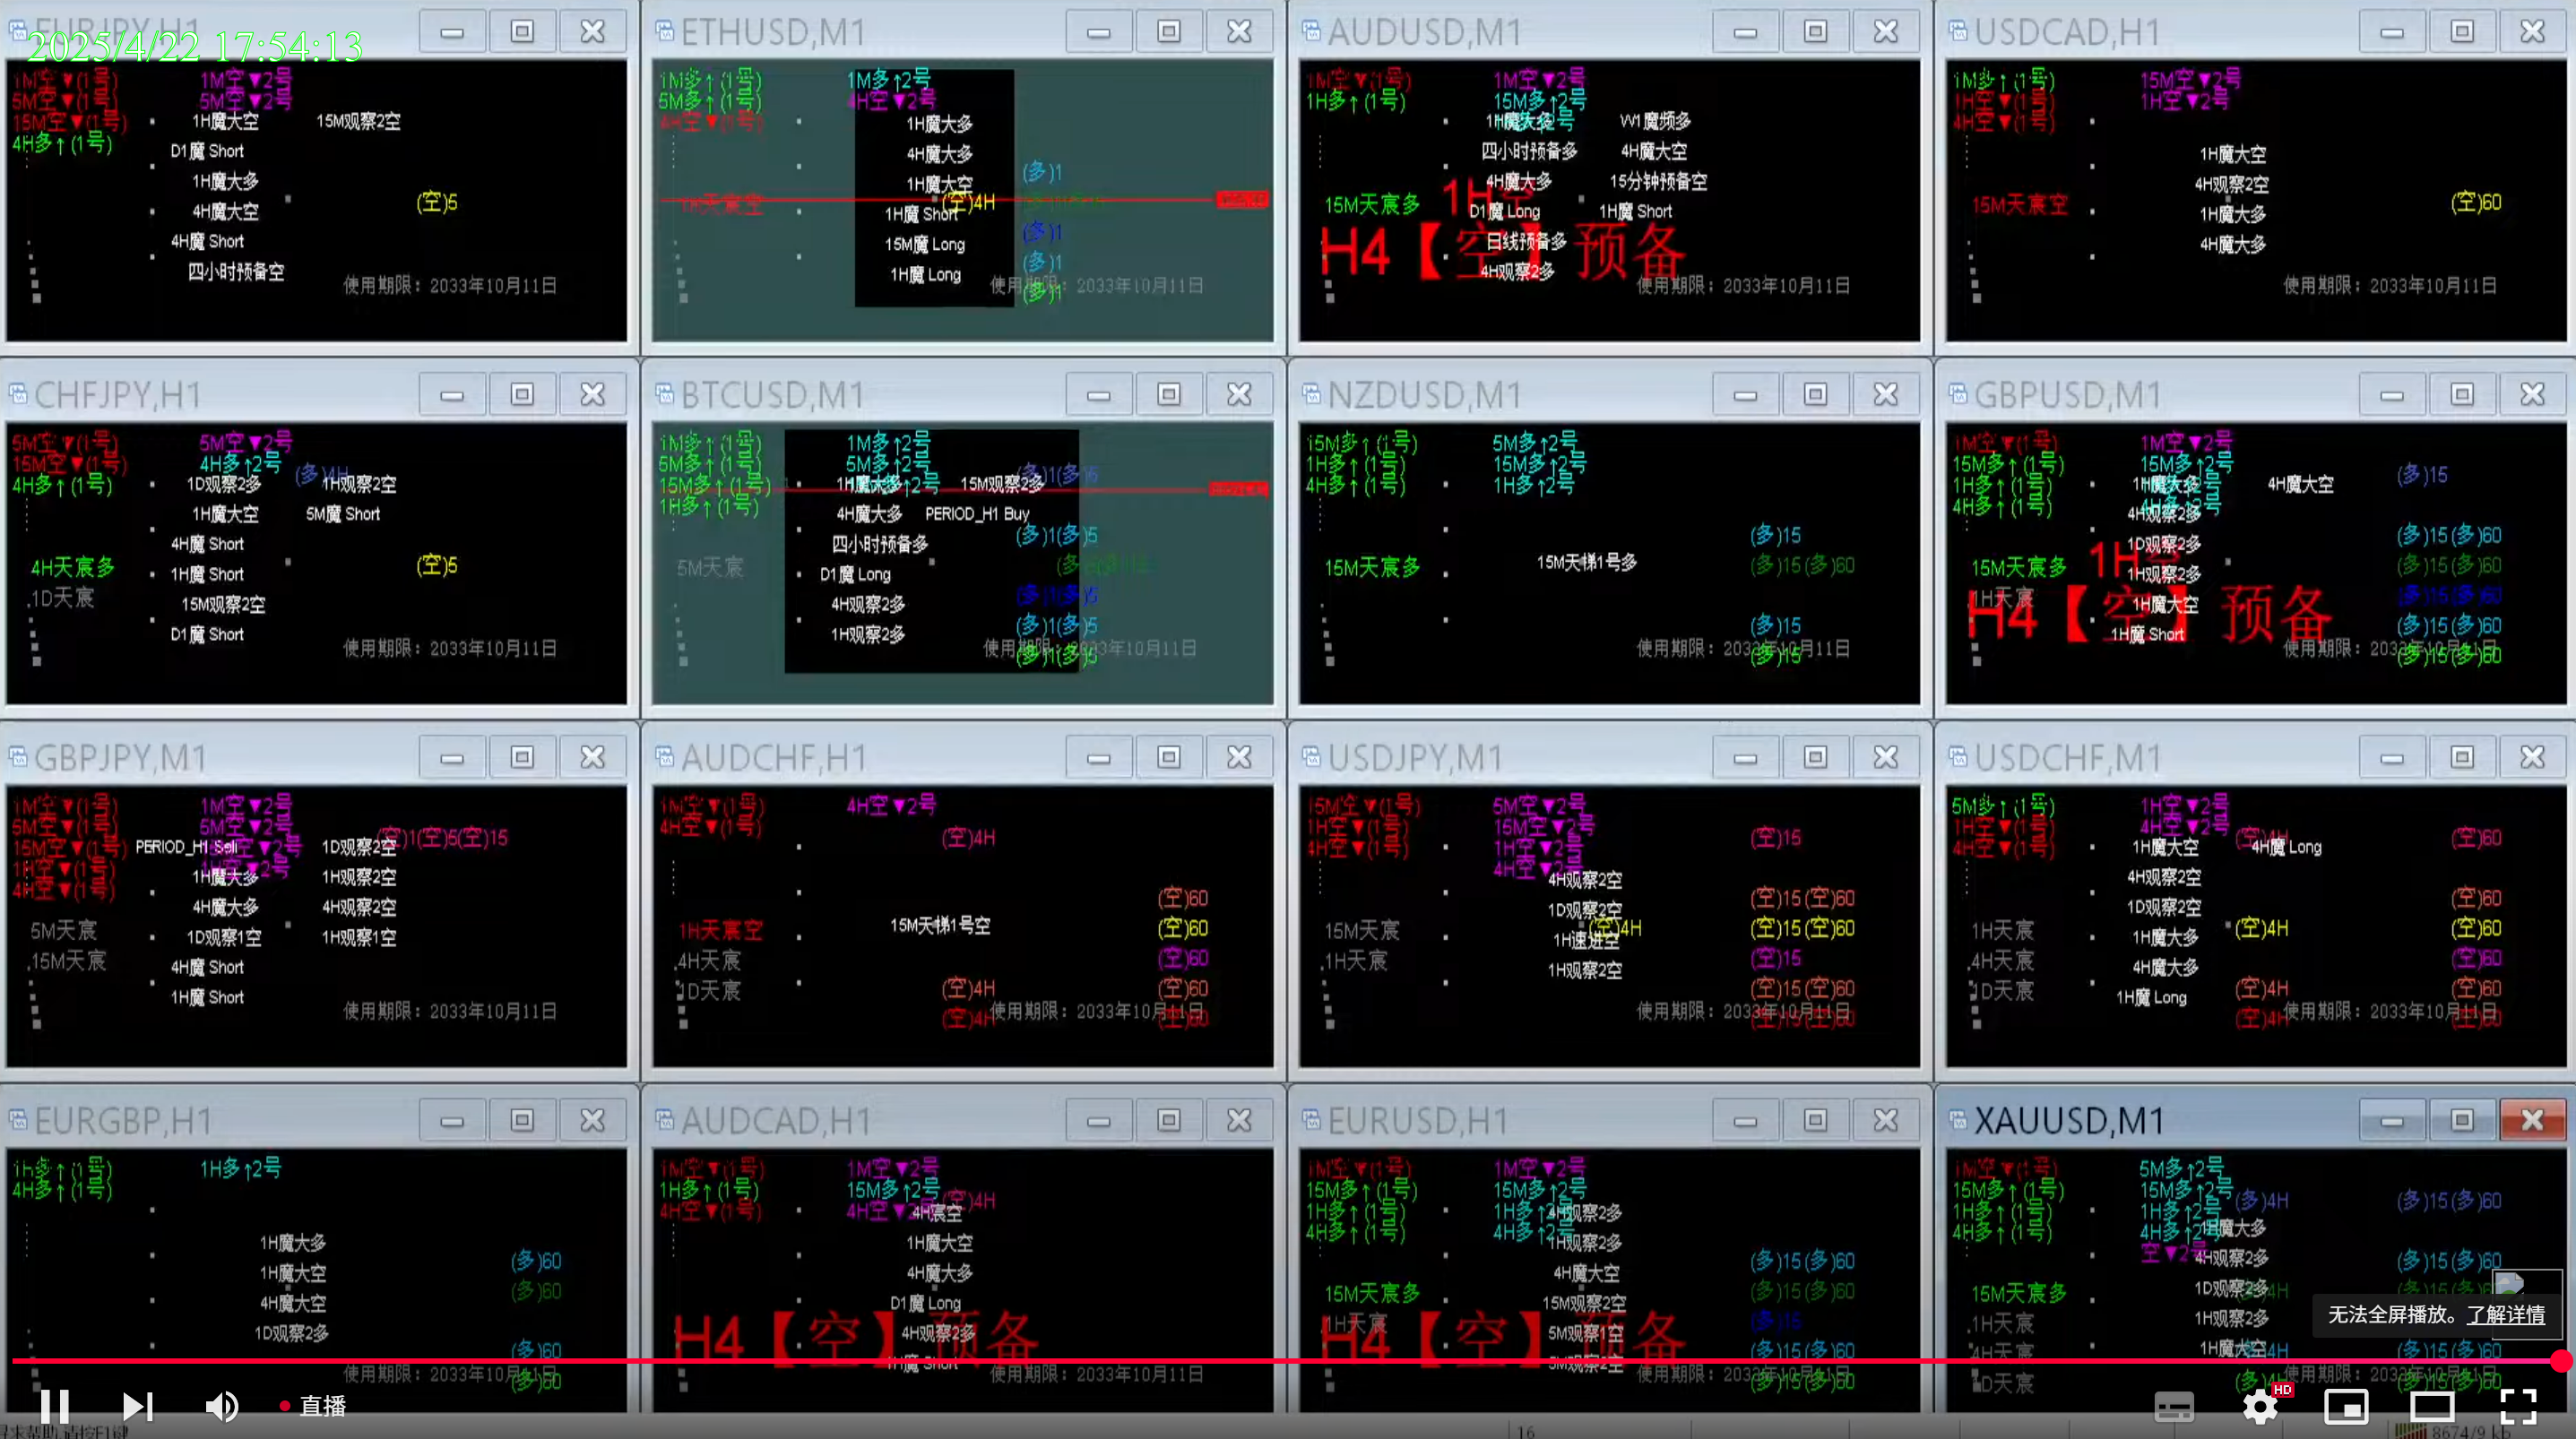 EURJPY,H1
2025/4/22 17:54:13
1M空▼(1号)
5M空▼(1号)
15M空▼(1号)
4H多↑(1号)
1M空▼2号
5M空▼2号
1H魔大空
15M观察2空
D1魔 Short
1H魔大多
4H魔大空
(空)5
4H魔 Short
四小时预备空
使用期限：2033年10月11日
ETHUSD,M1
1M多↑(1号)
5M多↑(1号)
4H空▼(1号)
1M多↑2号
4H空▼2号
1H魔大多
4H魔大多
(多)1
1H魔大空
1H天宸空
(空)4H
1H魔 Short
(多)1
15M魔 Long
(多)1
1H魔 Long
使用期限：2033年10月11日
(多)1
AUDUSD,M1
1M空▼(1号)
1H多↑(1号)
1M空▼2号
15M多↑2号
1H魔大多
四小时预备多
4H魔大空
4H魔大多
15分钟预备空
15M天宸多
1H空
D1魔 Long
1H魔 Short
日线预备多
H4【空】预备
4H观察2多
使用期限：2033年10月11日
USDCAD,H1
1M多↑(1号)
1H空▼(1号)
4H空▼(1号)
15M空▼2号
1H空▼2号
1H魔大空
4H观察2空
15M天宸空
(空)60
1H魔大多
4H魔大多
使用期限：2033年10月11日
CHFJPY,H1
5M空▼(1号)
15M空▼(1号)
4H多↑(1号)
5M空▼2号
4H多↑2号
(多)4H
1D观察2多
1H观察2空
1H魔大空
5M魔 Short
4H魔 Short
4H天宸多
1H魔 Short
(空)5
1D天宸
15M观察2空
D1魔 Short
使用期限：2033年10月11日
BTCUSD,M1
1M多↑(1号)
5M多↑(1号)
15M多↑(1号)
1H多↑(1号)
1M多↑2号
5M多↑2号
1H魔大多
15M观察2多
(多)1(多)5
4H魔大多
PERIOD_H1 Buy
四小时预备多
(多)1(多)5
5M天宸
D1魔 Long
4H观察2多
(多)1(多)5
1H观察2多
(多)1(多)5
使用期限：2033年10月11日
(多)1(多)5
NZDUSD,M1
15M多↑(1号)
1H多↑(1号)
4H多↑(1号)
5M多↑2号
15M多↑2号
1H多↑2号
(多)15
15M天宸多
15M天梯1号多
(多)15(多)60
(多)15
使用期限：2033年10月11日
(多)15
GBPUSD,M1
1M空▼(1号)
15M多↑(1号)
1H多↑(1号)
4H多↑(1号)
1M空▼2号
15M多↑2号
1H魔大多
4H魔大空
(多)15
4H观察2多
1D观察2多
(多)15(多)60
15M天宸多
1H空
1H观察2多
(多)15(多)60
1H天宸
1H魔大空
(多)15(多)60
H4【空】预备
1H魔 Short
(多)15(多)60
使用期限：2033年10月11日
(多)15(多)60
GBPJPY,M1
1M空▼(1号)
5M空▼(1号)
15M空▼(1号)
1H空▼(1号)
4H空▼(1号)
1M空▼2号
5M空▼2号
PERIOD_H1 Sell
1D观察2空
(空)1(空)5(空)15
1H魔大多
1H观察2空
4H魔大多
4H观察2空
5M天宸
1D观察1空
1H观察1空
15M天宸
4H魔 Short
1H魔 Short
使用期限：2033年10月11日
AUDCHF,H1
1M空▼(1号)
4H空▼(1号)
4H空▼2号
(空)4H
(空)60
1H天宸空
15M天梯1号空
(空)60
4H天宸
(空)60
1D天宸
(空)4H
(空)60
(空)4H
使用期限：2033年10月11日
(空)60
USDJPY,M1
15M空▼(1号)
1H空▼(1号)
4H空▼(1号)
5M空▼2号
15M空▼2号
1H空▼2号
4H空▼2号
(空)15
4H观察2空
1D观察2空
(空)15(空)60
15M天宸
(空)4H
1H速进空
(空)15(空)60
1H天宸
1H观察2空
(空)15
(空)15(空)60
使用期限：2033年10月11日
(空)15(空)60
USDCHF,M1
5M多↑(1号)
1H空▼(1号)
4H空▼(1号)
1H空▼2号
4H空▼2号
(空)4H
(空)60
1H魔大空
4H魔 Long
4H观察2空
1D观察2空
(空)60
1H天宸
1H魔大多
(空)4H
(空)60
4H天宸
4H魔大多
(空)60
1D天宸
1H魔 Long
(空)4H
(空)60
(空)4H
使用期限：2033年10月11日
(空)60
EURGBP,H1
1h多↑(1号)
4H多↑(1号)
1H多↑2号
1H魔大多
(多)60
1H魔大空
(多)60
4H魔大空
1D观察2多
(多)60
使用期限：2033年10月11日
(多)60
AUDCAD,H1
1M空▼(1号)
1H多↑(1号)
4H空▼(1号)
1M空▼2号
15M多↑2号
4H空▼2号
(空)4H
4H宸空
1H魔大空
4H魔大多
D1魔 Long
H4【空】预备
4H观察2多
1H魔 Short
使用期限：2033年10月11日
EURUSD,H1
1M空▼(1号)
15M多↑(1号)
1H多↑(1号)
4H多↑(1号)
1M空▼2号
15M多↑2号
1H多↑2号
4H多↑2号
4H观察2多
1H观察2多
4H魔大空
(多)15(多)60
15M天宸多
15M观察2空
(多)15(多)60
1H天宸
5M观察1空
(多)15
H4【空】预备
5M观察2空
(多)15(多)60
使用期限：2033年10月11日
(多)15(多)60
XAUUSD,M1
1M空▼(1号)
15M多↑(1号)
1H多↑(1号)
4H多↑(1号)
5M多↑2号
15M多↑2号
1H多↑2号
4H多↑2号
空▼2号
(多)4H
(多)15(多)60
1H魔大多
4H观察2多
(多)15(多)60
15M天宸多
1D观察2多
1H天宸
1H观察2多
4H天宸
1H魔大空
(多)15(多)60
1D天宸
使用期限：2033年10月11日
(多)15(多)60
无法全屏播放。了解详情
直播
HD
16
8674/9 kb